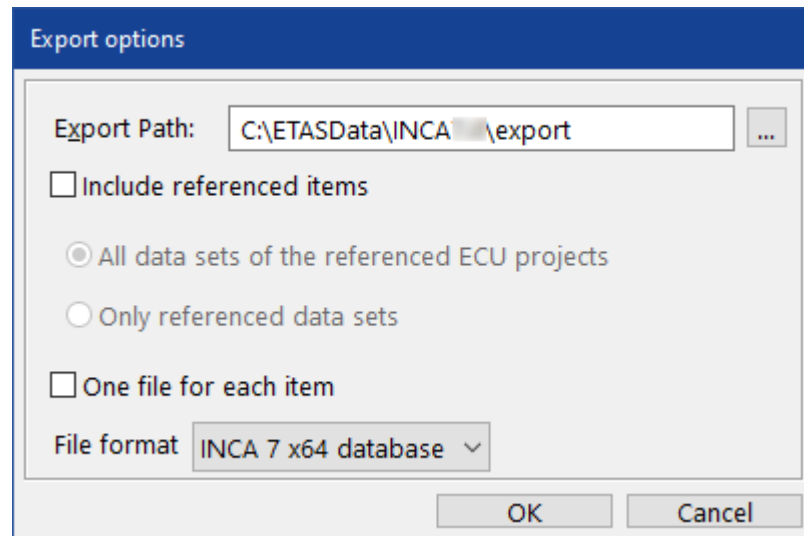 Export options
Export Path:
C:\ETASData\INCA \export
...
Include referenced items
All data sets of the referenced ECU projects
Only referenced data sets
One file for each item
File format
INCA 7 x64 database
OK
Cancel